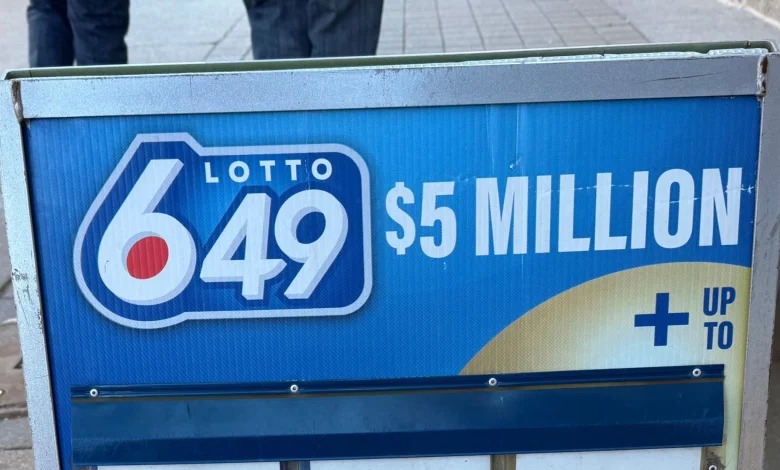 LOTTO
649
$5 MILLION
+ UP
TO